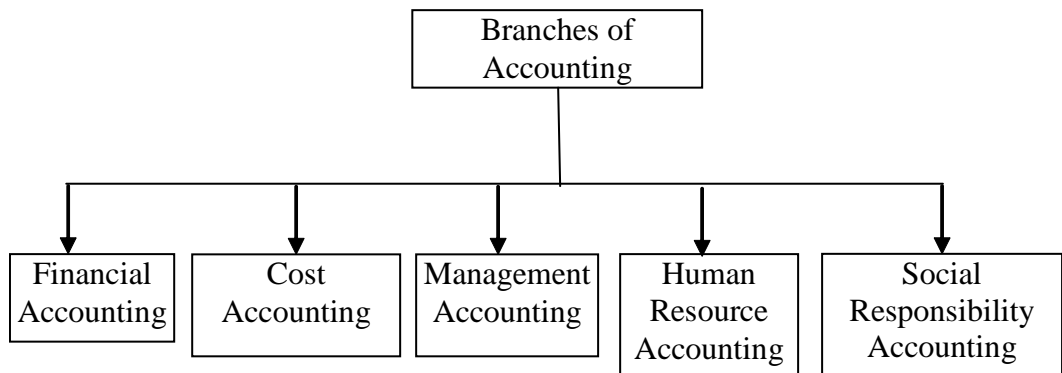 Branches of
Accounting
Financial
Accounting
Cost
Accounting
Management
Accounting
Human
Resource
Accounting
Social
Responsibility
Accounting